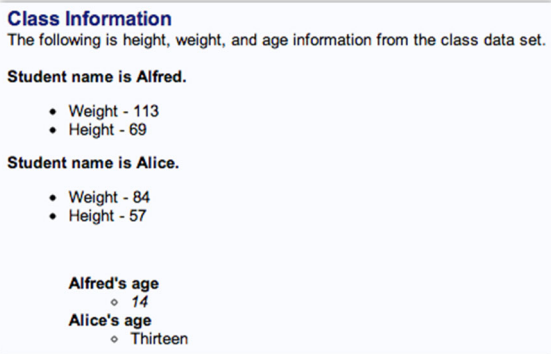 Class Information
The following is height, weight, and age information from the class data set.
Student name is Alfred.
Weight - 113
Height - 69
Student name is Alice.
Weight - 84
Height - 57
Alfred's age
14
Alice's age
Thirteen